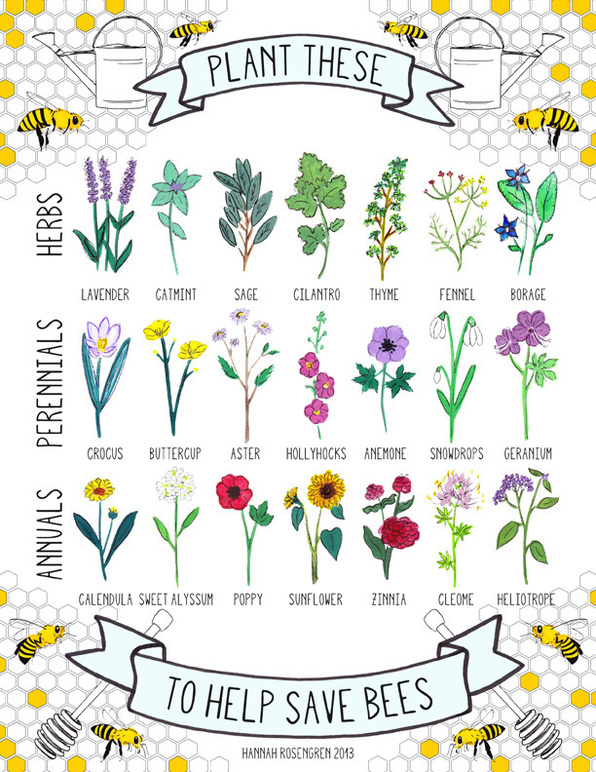 PLANT THESE
HERBS
LAVENDER CATMINT SAGE CILANTRO THYME FENNEL BORAGE
PERENNIALS
CROCUS BUTTERCUP ASTER HOLLYHOCKS ANEMONE SNOWDROPS GERANIUM
ANNUALS
CALENDULA SWEET ALYSSUM POPPY SUNFLOWER ZINNIA CLEOME HELIOTROPE
TO HELP SAVE BEES
HANNAH ROSENGREN 2013